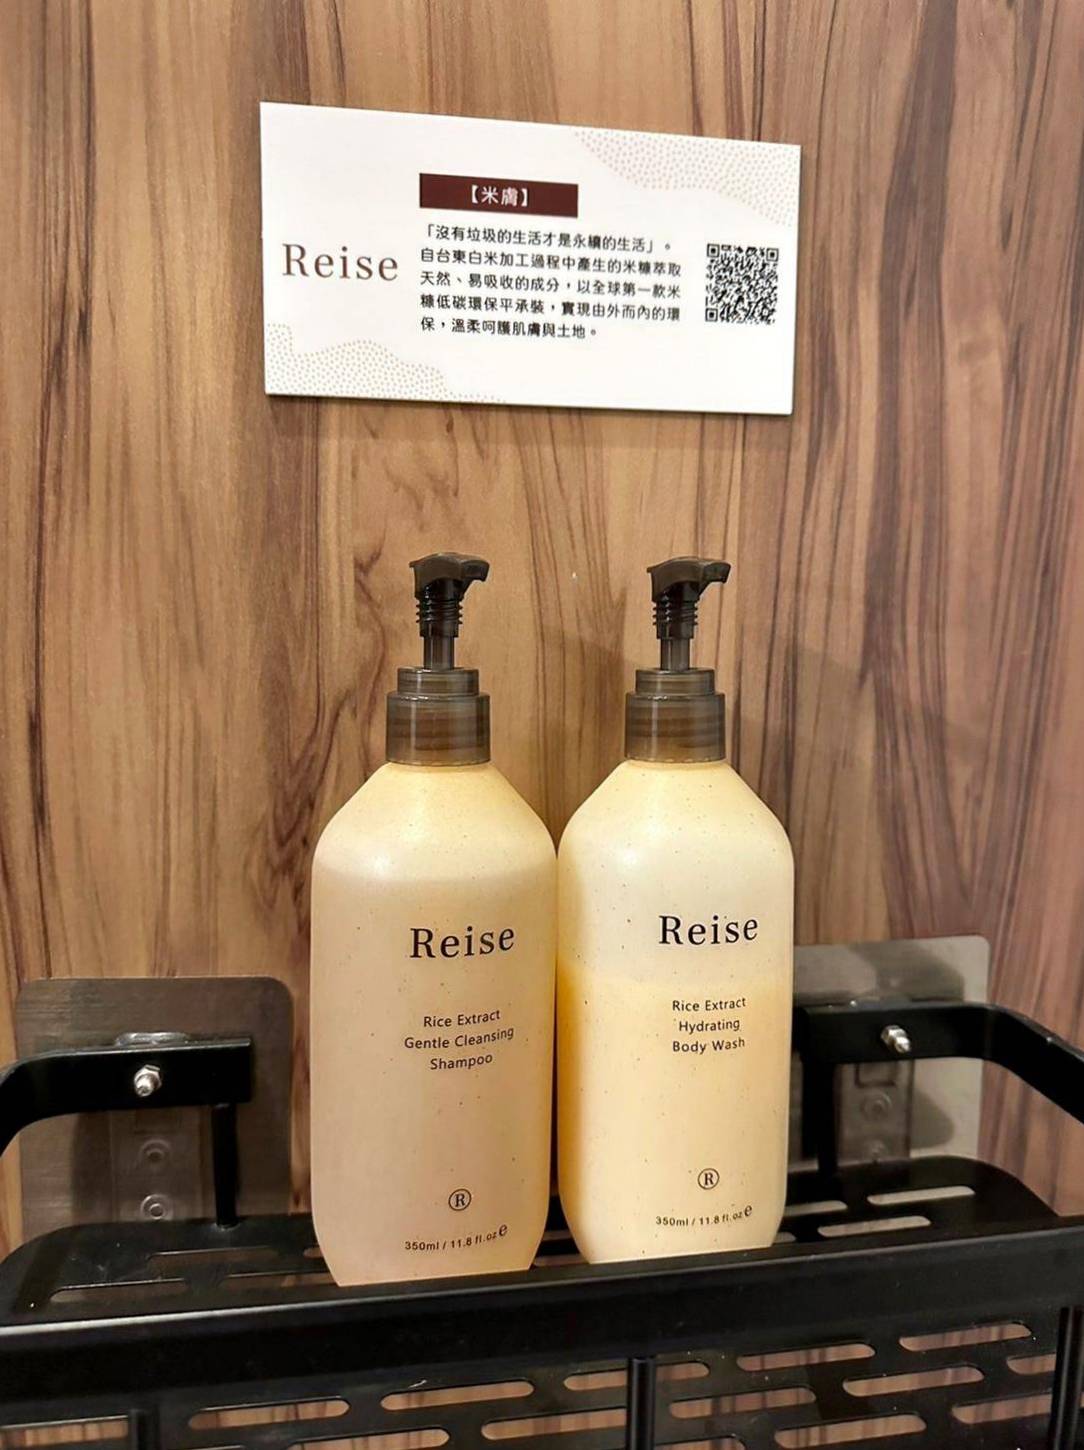 Reise
【米膚】
「沒有垃圾的生活才是永續的生活」。
自台東白米加工過程中產生的米糠萃取
天然、易吸收的成分，以全球第一款米
糠低碳環保平承裝，實現由外而內的環
保，溫柔呵護肌膚與土地。
Reise
Rice Extract
Gentle Cleansing
Shampoo
®
350ml / 11.8 fl.oz℮
Reise
Rice Extract
Hydrating
Body Wash
®
350ml / 11.8 fl.oz℮